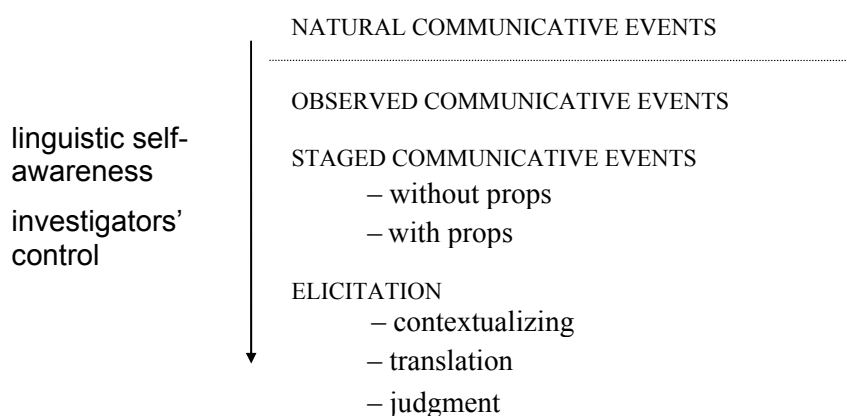 NATURAL COMMUNICATIVE EVENTS
OBSERVED COMMUNICATIVE EVENTS
linguistic self-
awareness
investigators’
control
STAGED COMMUNICATIVE EVENTS
– without props
– with props
ELICITATION
– contextualizing
– translation
– judgment